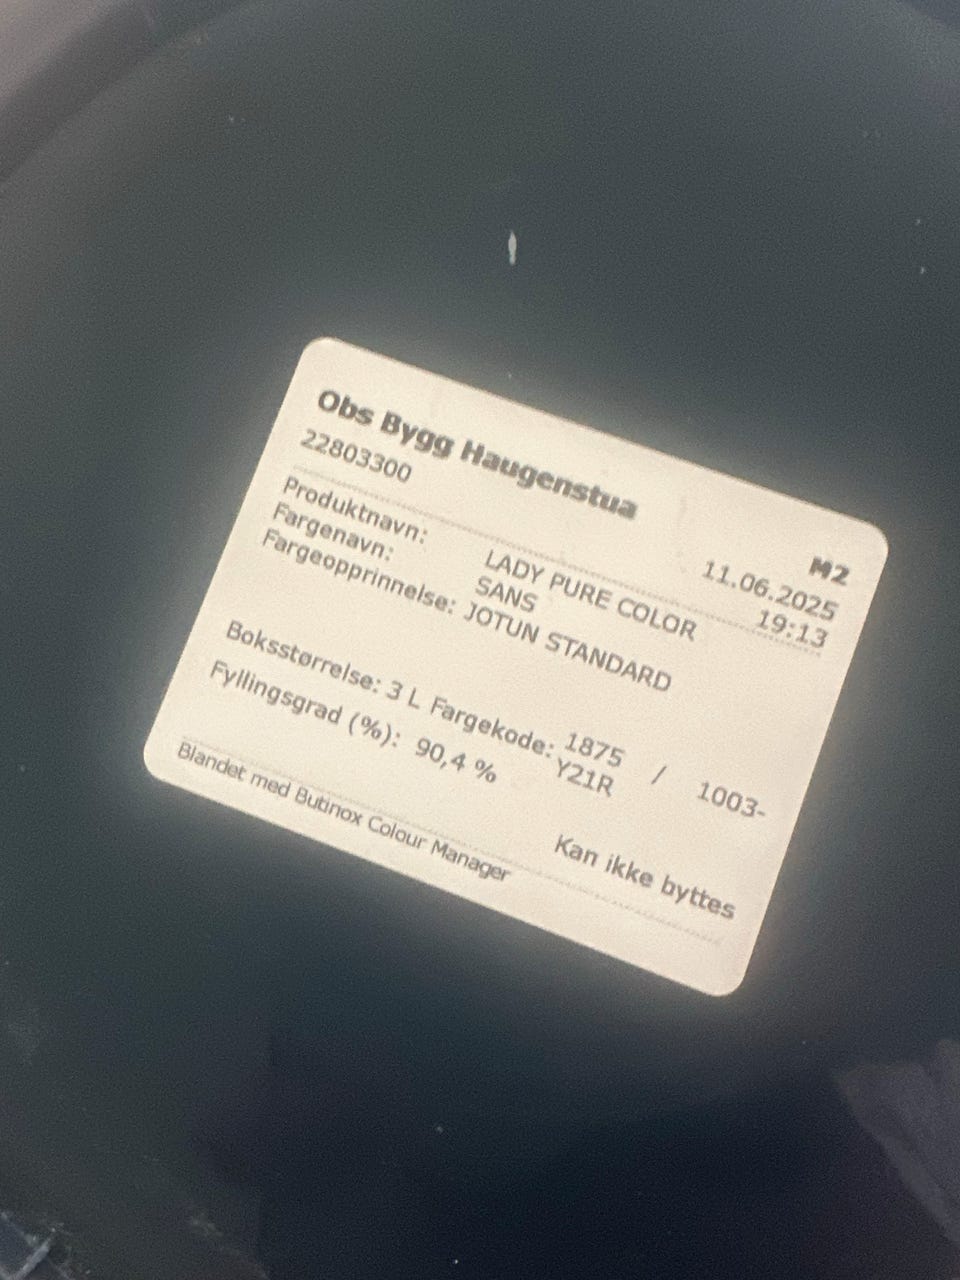 Obs Bygg Haugenstua
22803300
M2
11.06.2025
19:13
Produktnavn: LADY PURE COLOR
Fargenavn: SANS
Fargeopprinnelse: JOTUN STANDARD
Boksstørrelse: 3 L Fargekode: 1875 / 1003-
Y21R
Fyllingsgrad (%): 90,4 %
Kan ikke byttes
Blandet med Butinox Colour Manager